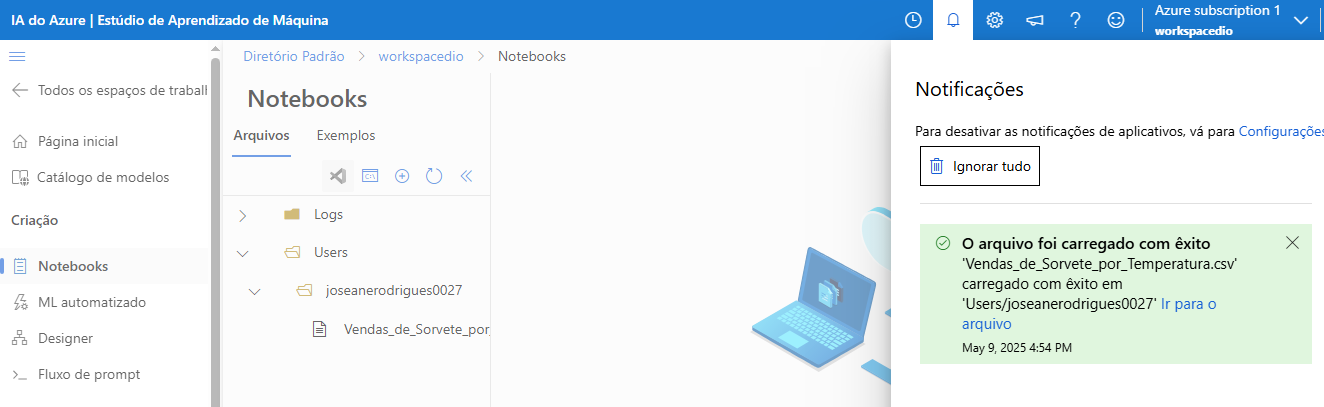 IA do Azure | Estúdio de Aprendizado de Máquina
Azure subscription 1
workspacedio
Todos os espaços de traball
Página inicial
Catálogo de modelos
Criação
Notebooks
ML automatizado
Designer
Fluxo de prompt
Diretório Padrão > workspacedio > Notebooks
Notebooks
Arquivos Exemplos
Logs
Users
joseanerodrigues0027
Vendas_de_Sorvete_por_
Notificações
Para desativar as notificações de aplicativos, vá para Configurações
Ignorar tudo
O arquivo foi carregado com êxito
'Vendas_de_Sorvete_por_Temperatura.csv'
carregado com êxito em
'Users/joseanerodrigues0027' Ir para o
arquivo
May 9, 2025 4:54 PM